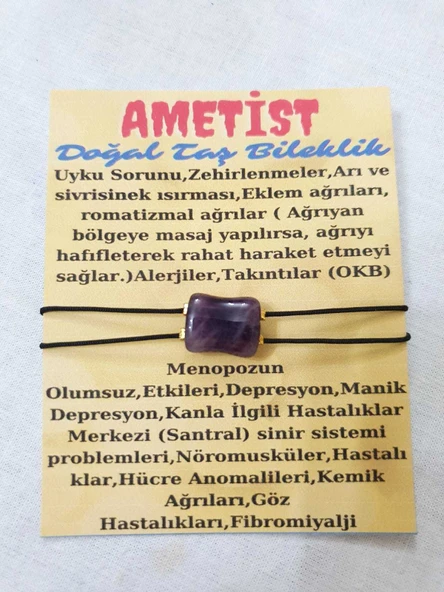 AMETİST
Doğal Taş Bileklik
Uyku Sorunu,Zehirlenmeler,Arı ve
sivrisinek ısırması,Eklem ağrıları,
romatizmal ağrılar ( Ağrıyan
bölgeye masaj yapılırsa, ağrıyı
hafıfleterek rahat haraket etmeyi
sağlar.)Alerjiler,Takıntılar (OKB)
Menopozun
Olumsuz,Etkileri,Depresyon,Manik
Depresyon,Kanla İlgili Hastalıklar
Merkezi (Santral) sinir sistemi
problemleri,Nöromusküler,Hastalı
klar,Hücre Anomalileri,Kemik
Ağrıları,Göz
Hastalıkları,Fibromiyalji